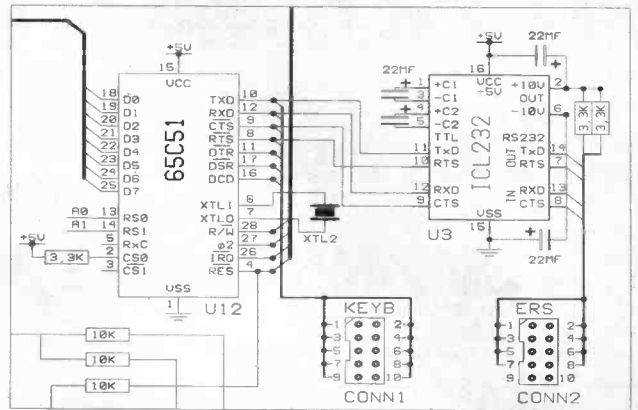 +5V
15
VCC
65C51
18 D0
19 D1
20 D2
21 D3
22 D4
23 D5
24 D6
25 D7
A0 13 RS0
A1 14 RS1
5 RxC
2 CS0
3 CS1
+5V
3,3K
VSS
1
U12
TXD 10
RXD 12
CTS 9
RTS 8
DTR 11
DSR 17
DCD 16
XTLI 6
XTLO 7
R/W 28
ø2 27
IRQ 26
RES 4
XTL2
10K
10K
10K
+5V
22MF
22MF
16
VCC
+5V
1 +C1
3 -C1
4 +C2
5 -C2
TTL
11 TxD
10 RTS
12 RXD
9 CTS
ICL232
+10V 2
OUT
-10V 6
RS232
TxD 14
OUT
RTS 7
RXD 13
IN
CTS 8
VSS
15
U3
22MF
3,3K
3,3K
KEYB
1 2
3 4
5 6
7 8
9 10
CONN1
ERS
1 2
3 4
5 6
7 8
9 10
CONN2